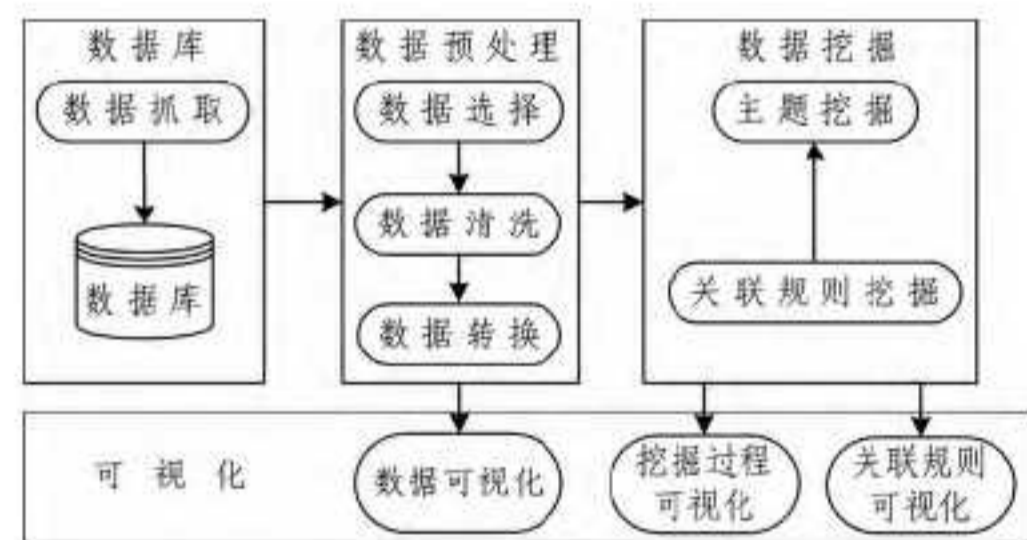 数据库
数据抓取
数据库
数据预处理
数据选择
数据清洗
数据转换
数据挖掘
主题挖掘
关联规则挖掘
可视化
数据可视化
挖掘过程
可视化
关联规则
可视化